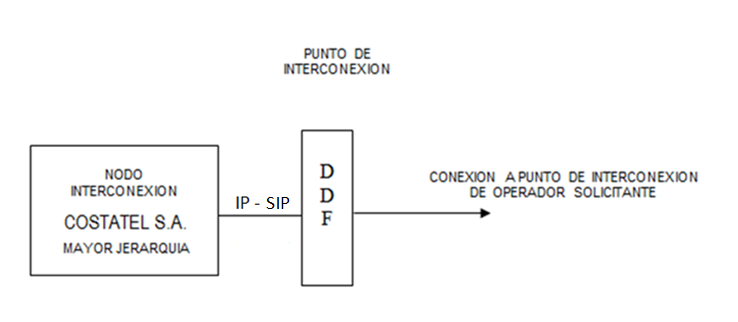 PUNTO DE
INTERCONEXION
NODO
INTERCONEXION
COSTATEL S.A.
MAYOR JERARQUIA
IP - SIP
D
D
F
CONEXION A PUNTO DE INTERCONEXION
DE OPERADOR SOLICITANTE